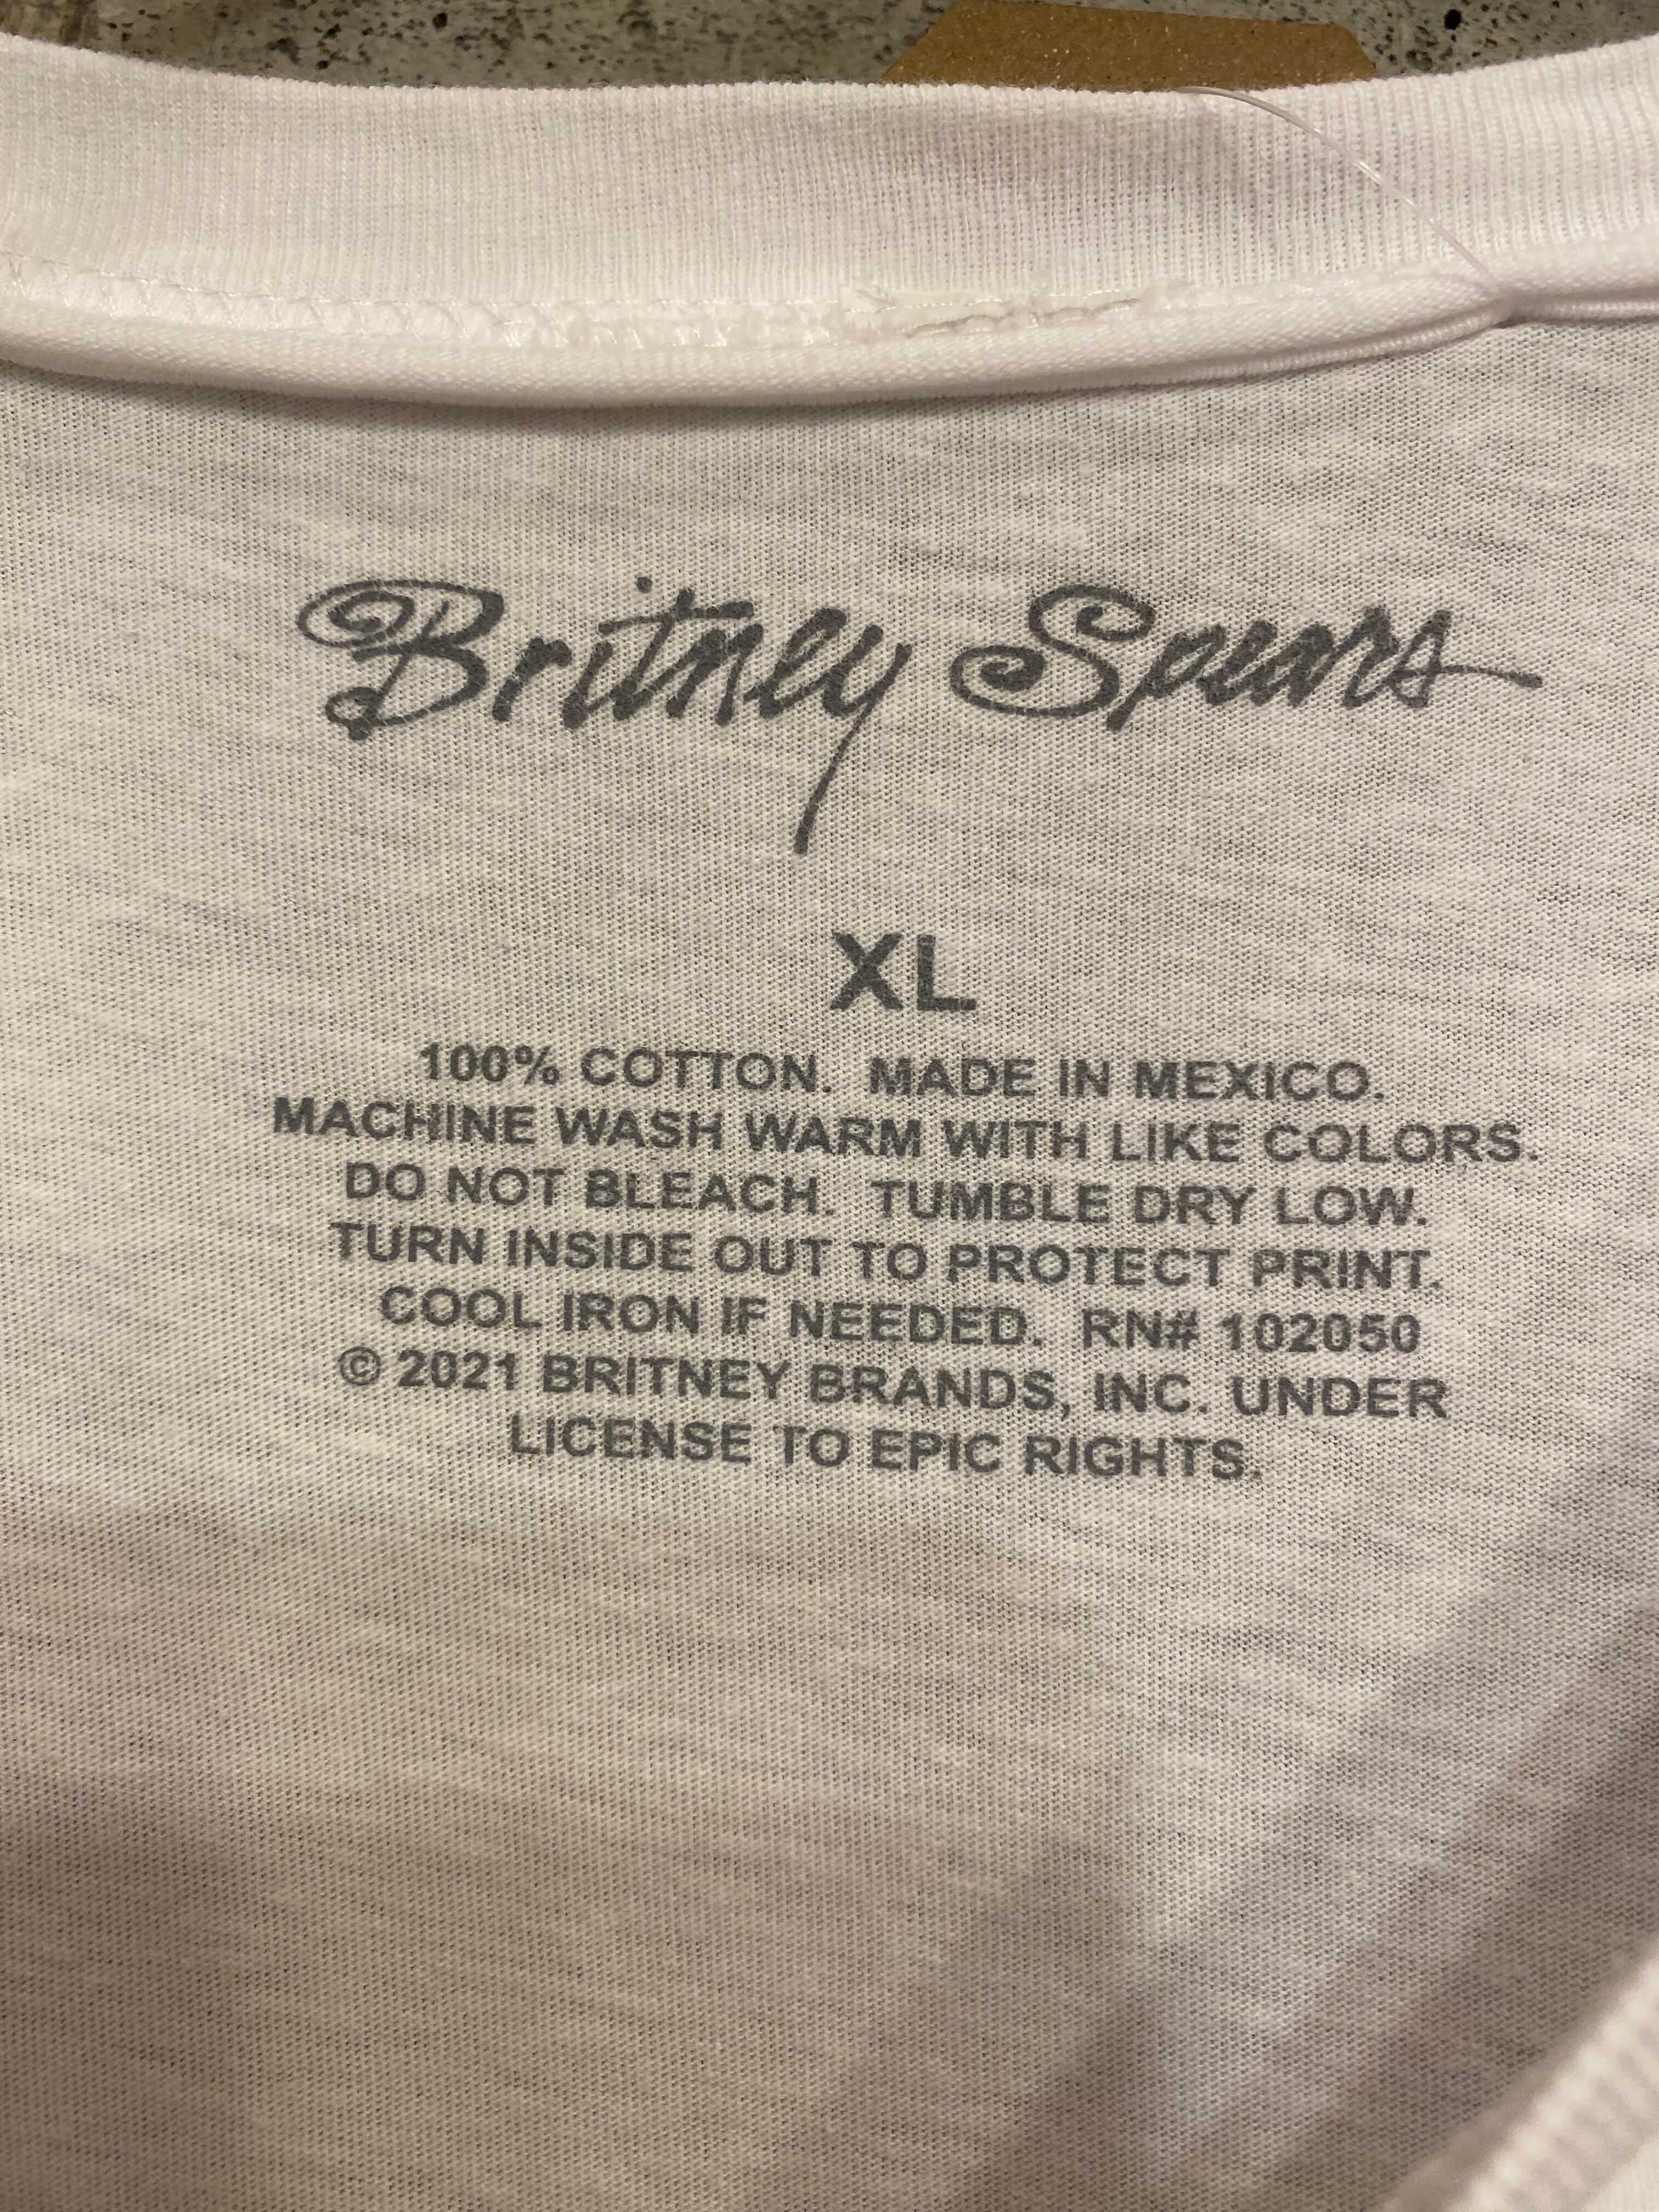 Britney Spears
XL
100% COTTON. MADE IN MEXICO.
MACHINE WASH WARM WITH LIKE COLORS.
DO NOT BLEACH. TUMBLE DRY LOW.
TURN INSIDE OUT TO PROTECT PRINT.
COOL IRON IF NEEDED. RN# 102050
© 2021 BRITNEY BRANDS, INC. UNDER
LICENSE TO EPIC RIGHTS.